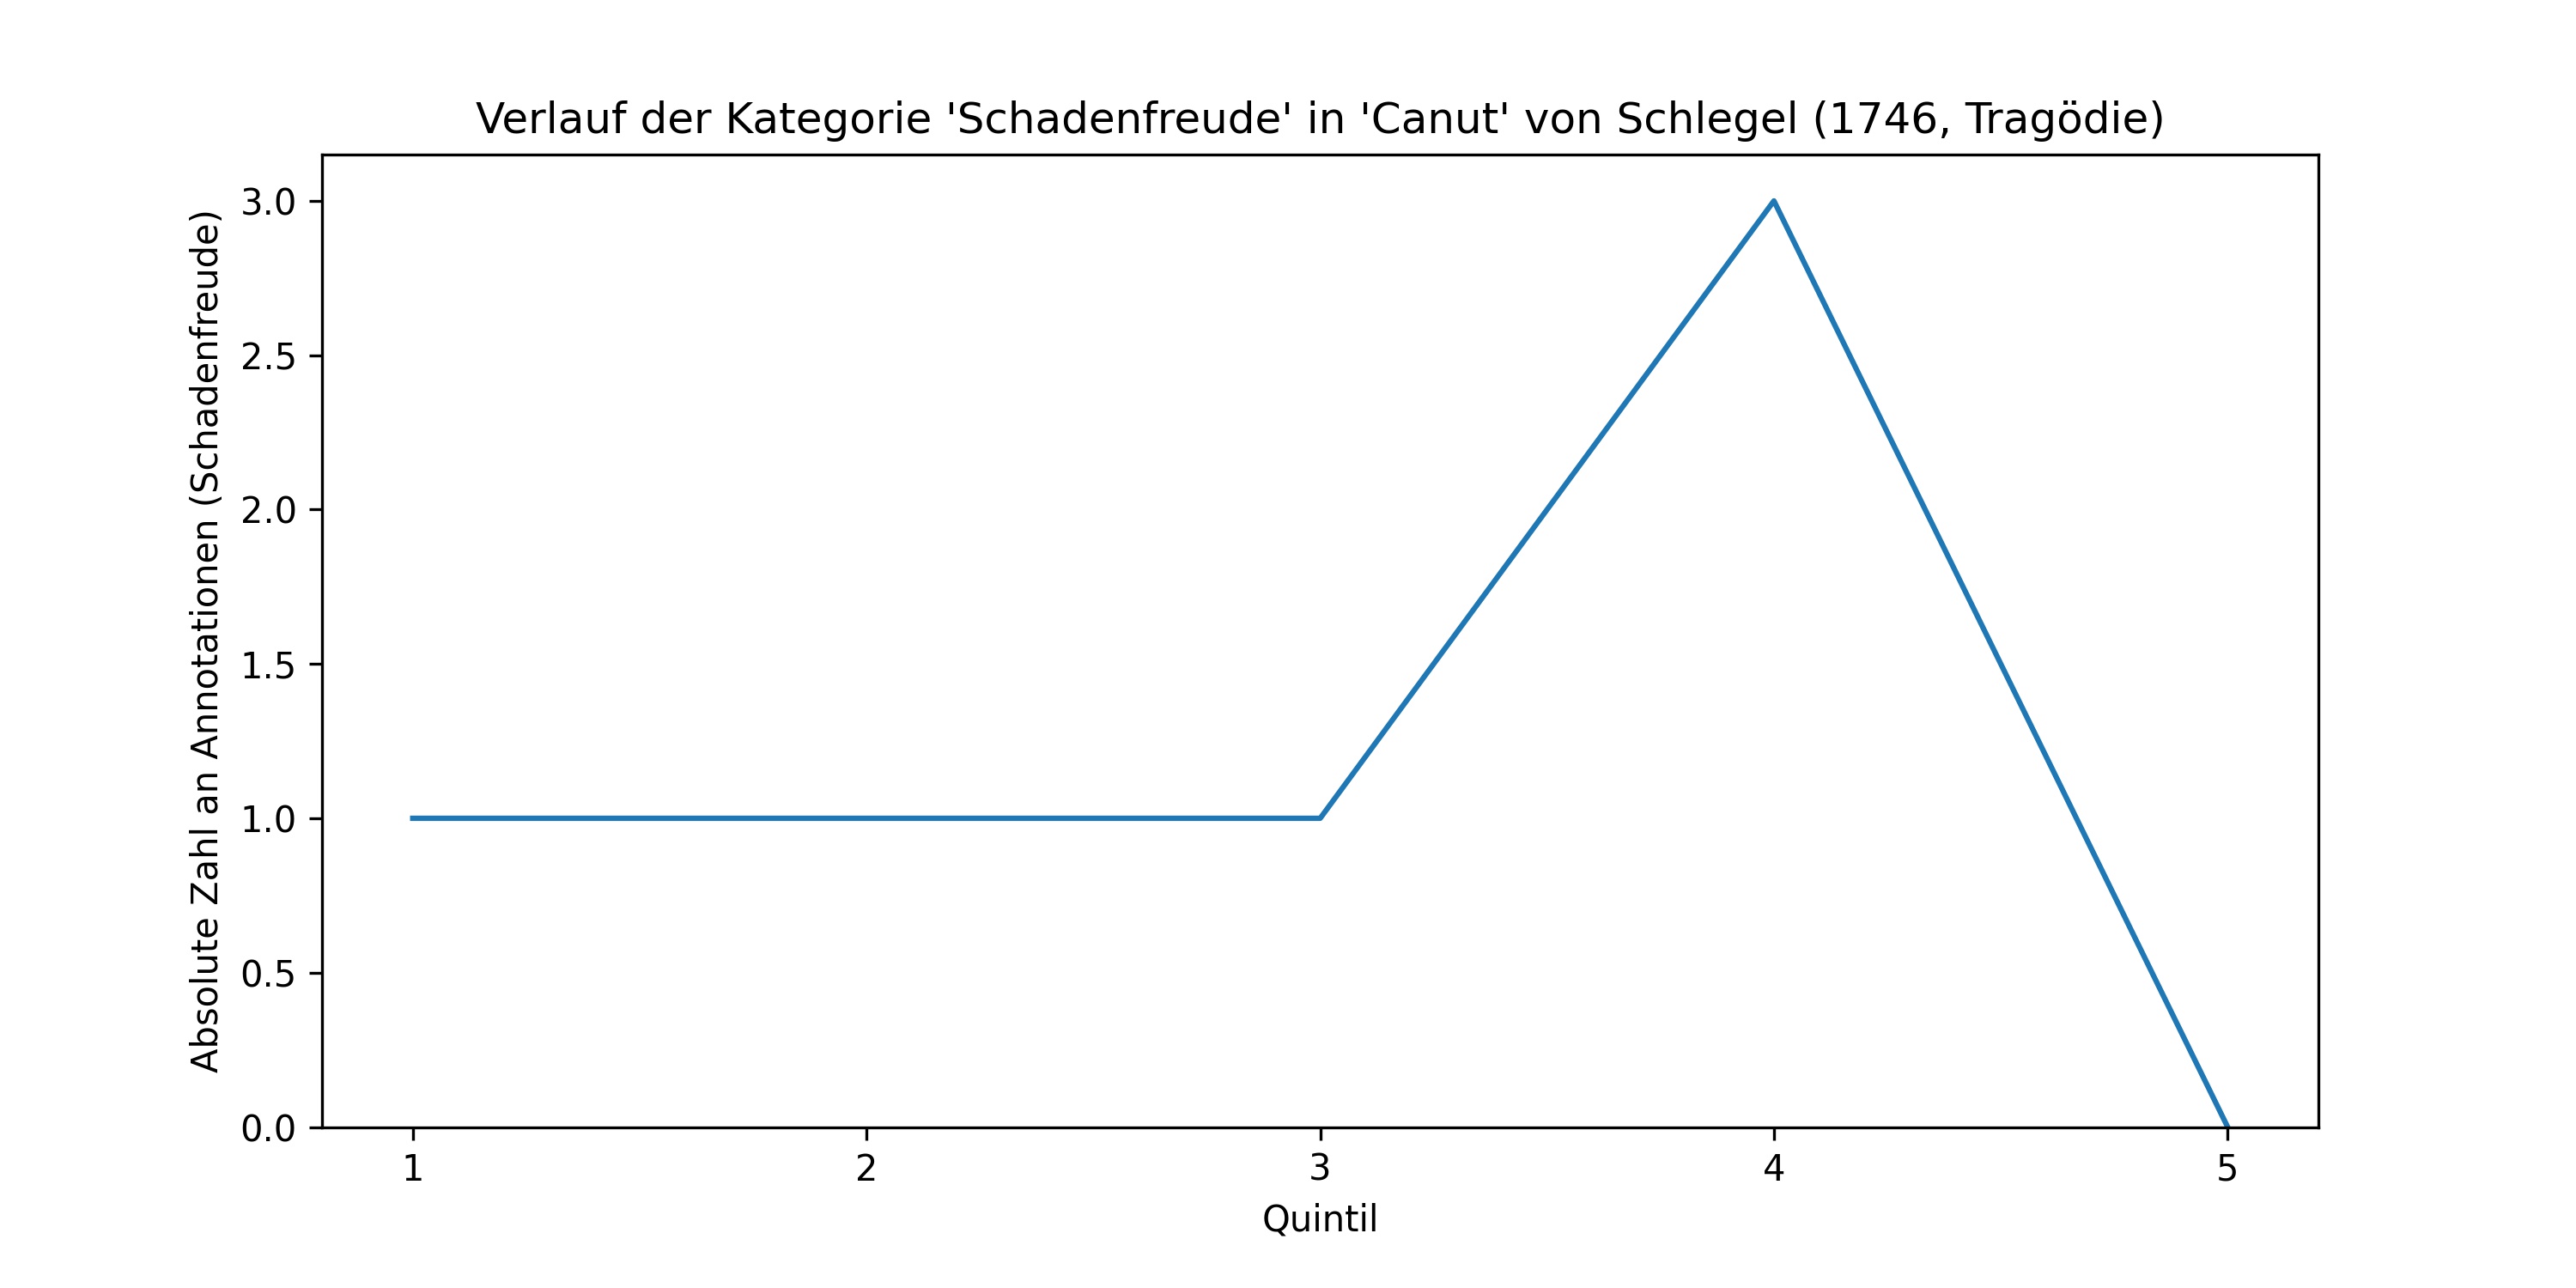 Verlauf der Kategorie 'Schadenfreude' in 'Canut' von Schlegel (1746, Tragödie)
Absolute Zahl an Annotationen (Schadenfreude)
3.0
2.5
2.0
1.5
1.0
0.5
0.0
1 2 3 4 5
Quintil